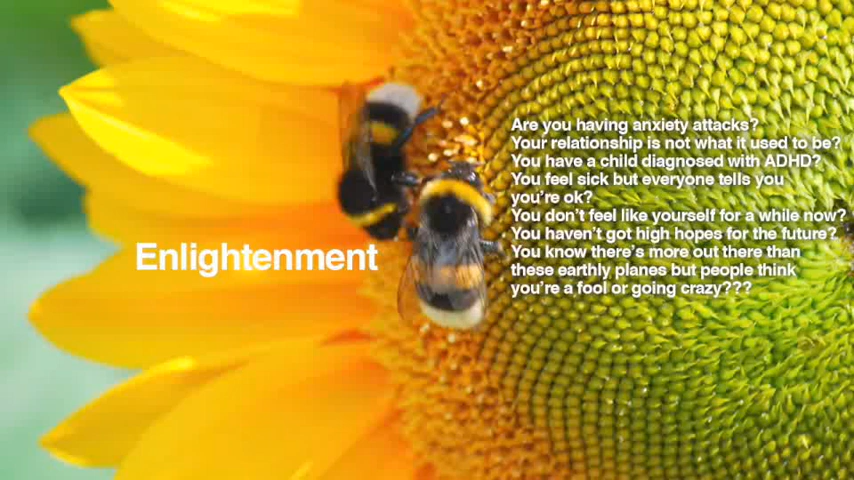 Enlightenment
Are you having anxiety attacks?
Your relationship is not what it used to be?
You have a child diagnosed with ADHD?
You feel sick but everyone tells you
you're ok?
You don't feel like yourself for a while now?
You haven't got high hopes for the future?
You know there's more out there than
these earthly planes but people think
you're a fool or going crazy???